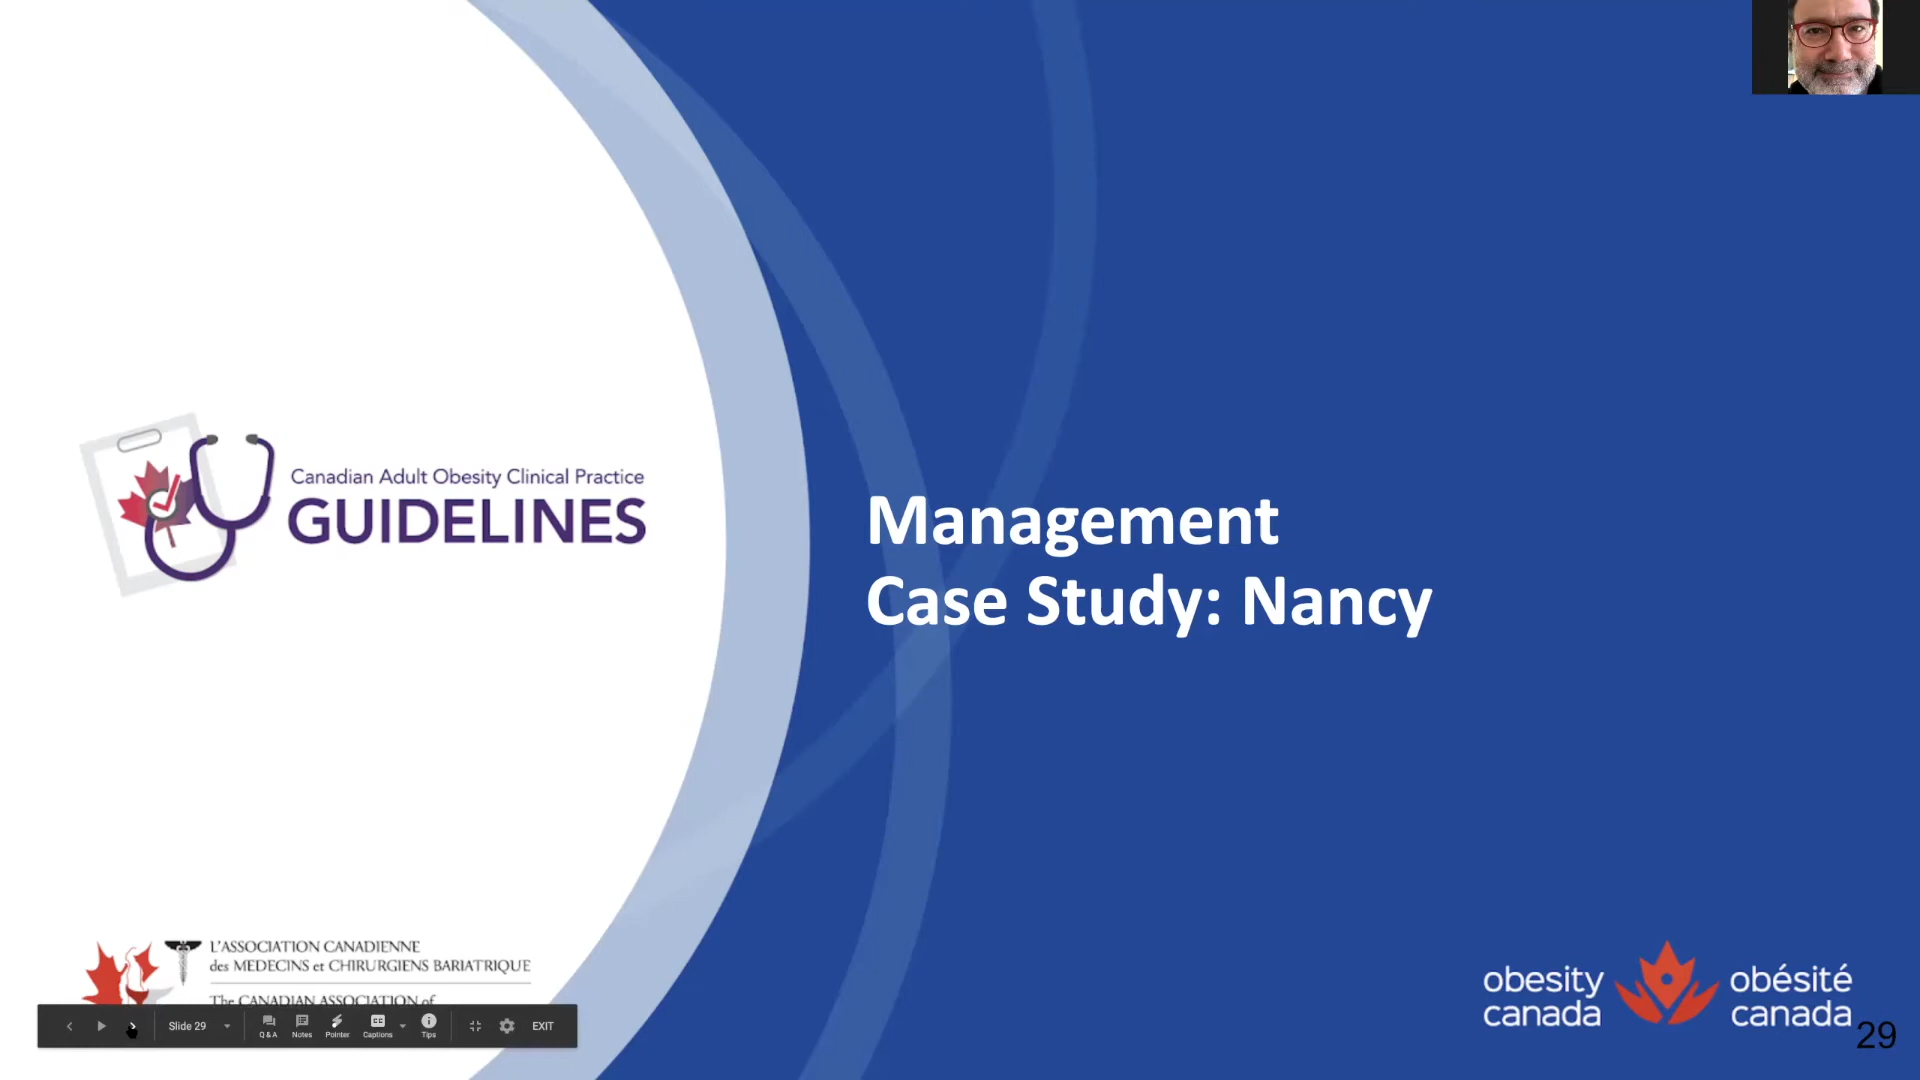 Canadian Adult Obesity Clinical Practice
GUIDELINES
Management
Case Study: Nancy
L'ASSOCIATION CANADIENNE
des MEDECINS et CHIRURGIENS BARIATRIQUE
The CANADIAN ASSOCIATION of
obesity
canada
obésité
canada
29
Slide 29
Q & A
Notes
Pointer
CC
Captions
Tips
EXIT